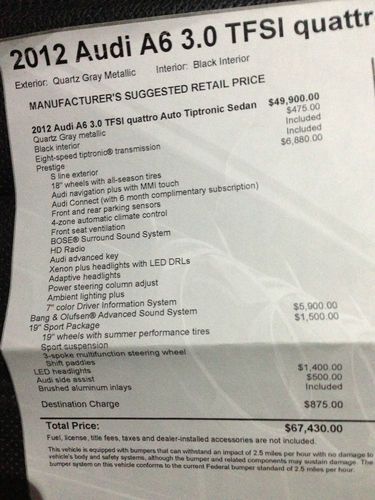 2012 Audi A6 3.0 TFSI quattr
Exterior: Quartz Gray Metallic Interior: Black Interior
MANUFACTURER'S SUGGESTED RETAIL PRICE
2012 Audi A6 3.0 TFSI quattro Auto Tiptronic Sedan $49,900.00
Quartz Gray metallic $475.00
Black interior Included
Eight-speed tiptronic® transmission Included
Prestige $6,880.00
S line exterior
18" wheels with all-season tires
Audi navigation plus with MMI touch
Audi Connect (with 6 month complimentary subscription)
Front and rear parking sensors
4-zone automatic climate control
Front seat ventilation
BOSE® Surround Sound System
HD Radio
Audi advanced key
Xenon plus headlights with LED DRLs
Adaptive headlights
Power steering column adjust
Ambient lighting plus
7" color Driver Information System
Bang & Olufsen® Advanced Sound System $5,900.00
19" Sport Package $1,500.00
19" wheels with summer performance tires
Sport suspension
3-spoke multifunction steering wheel
Shift paddles
LED headlights $1,400.00
Audi side assist $500.00
Brushed aluminum inlays Included
Destination Charge $875.00
Total Price: $67,430.00
Fuel, license, title fees, taxes and dealer-installed accessories are not included.
This vehicle is equipped with bumpers that can withstand an impact of 2.5 miles per hour with no damage to
vehicle's body and safety systems, although the bumper and related components may sustain damage. The
bumper system on this vehicle conforms to the current Federal bumper standard of 2.5 miles per hour.